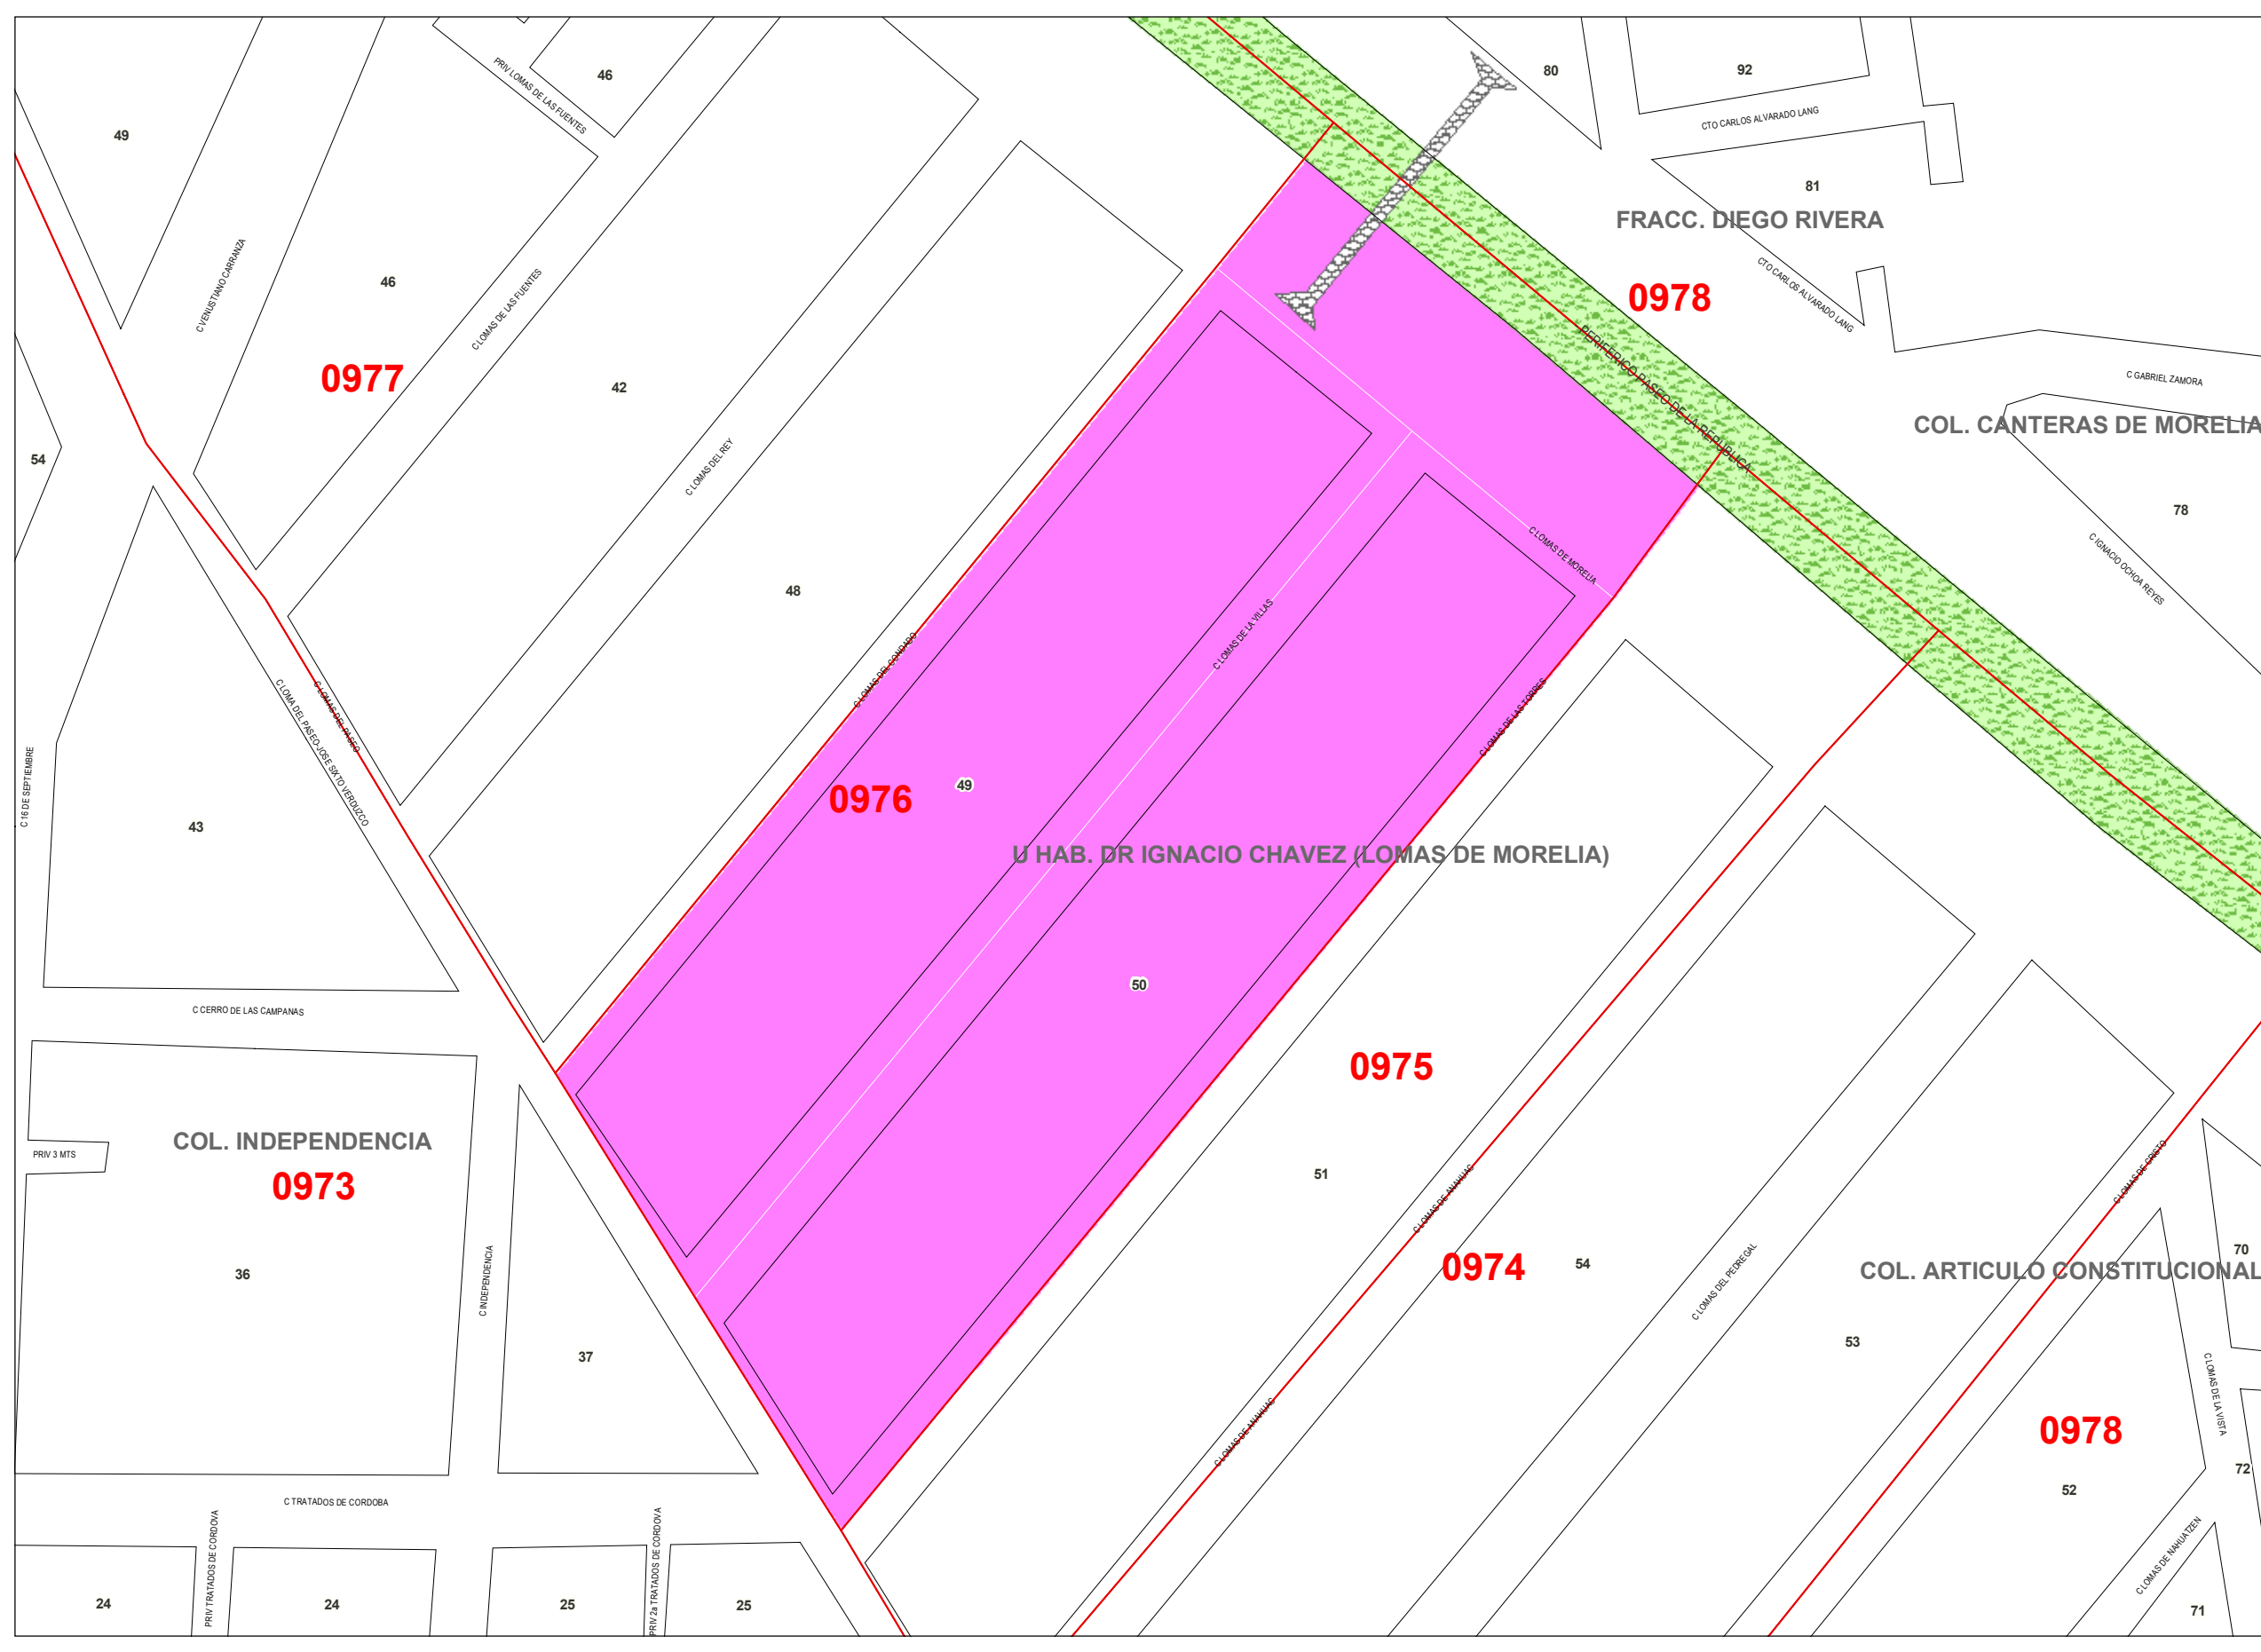 80
92
46
PRIV LOMAS DE LAS FUENTES
CTO CARLOS ALVARADO LANG
49
81
FRACC. DIEGO RIVERA
C VENUSTIANO CARRANZA
46
C LOMAS DE LAS FUENTES
CTO CARLOS ALVARADO LANG
0978
0977
42
PERIFERICO PASEO DE LA REPUBLICA
C GABRIEL ZAMORA
COL. CANTERAS DE MORELIA
54
C LOMAS DEL REY
78
C LOMAS DE MORELIA
C IGNACIO OCHOA REYES
48
C LOMAS DE LA VILLAS
C LOMAS DEL CONDADO
C LOMAS DEL PASEO
C LOMA DEL PASEO-JOSE SIXTO VERDUZCO
C LOMAS DE LAS TORRES
C 16 DE SEPTIEMBRE
49
0976
43
U HAB. DR IGNACIO CHAVEZ (LOMAS DE MORELIA)
50
C CERRO DE LAS CAMPANAS
0975
COL. INDEPENDENCIA
PRIV 3 MTS
51
0973
C LOMAS DE ANAHUAC
C LOMAS DE CRISTO
70
0974
54
COL. ARTICULO CONSTITUCIONAL
36
C INDEPENDENCIA
C LOMAS DEL PEDREGAL
53
37
C LOMAS DE LA VISTA
0978
C LOMAS DE ANAHUAC
72
52
C TRATADOS DE CORDOBA
PRIV TRATADOS DE CORDOVA
PRIV 2a TRATADOS DE CORDOVA
C LOMAS DE NAHUATZEN
24
24
25
25
71